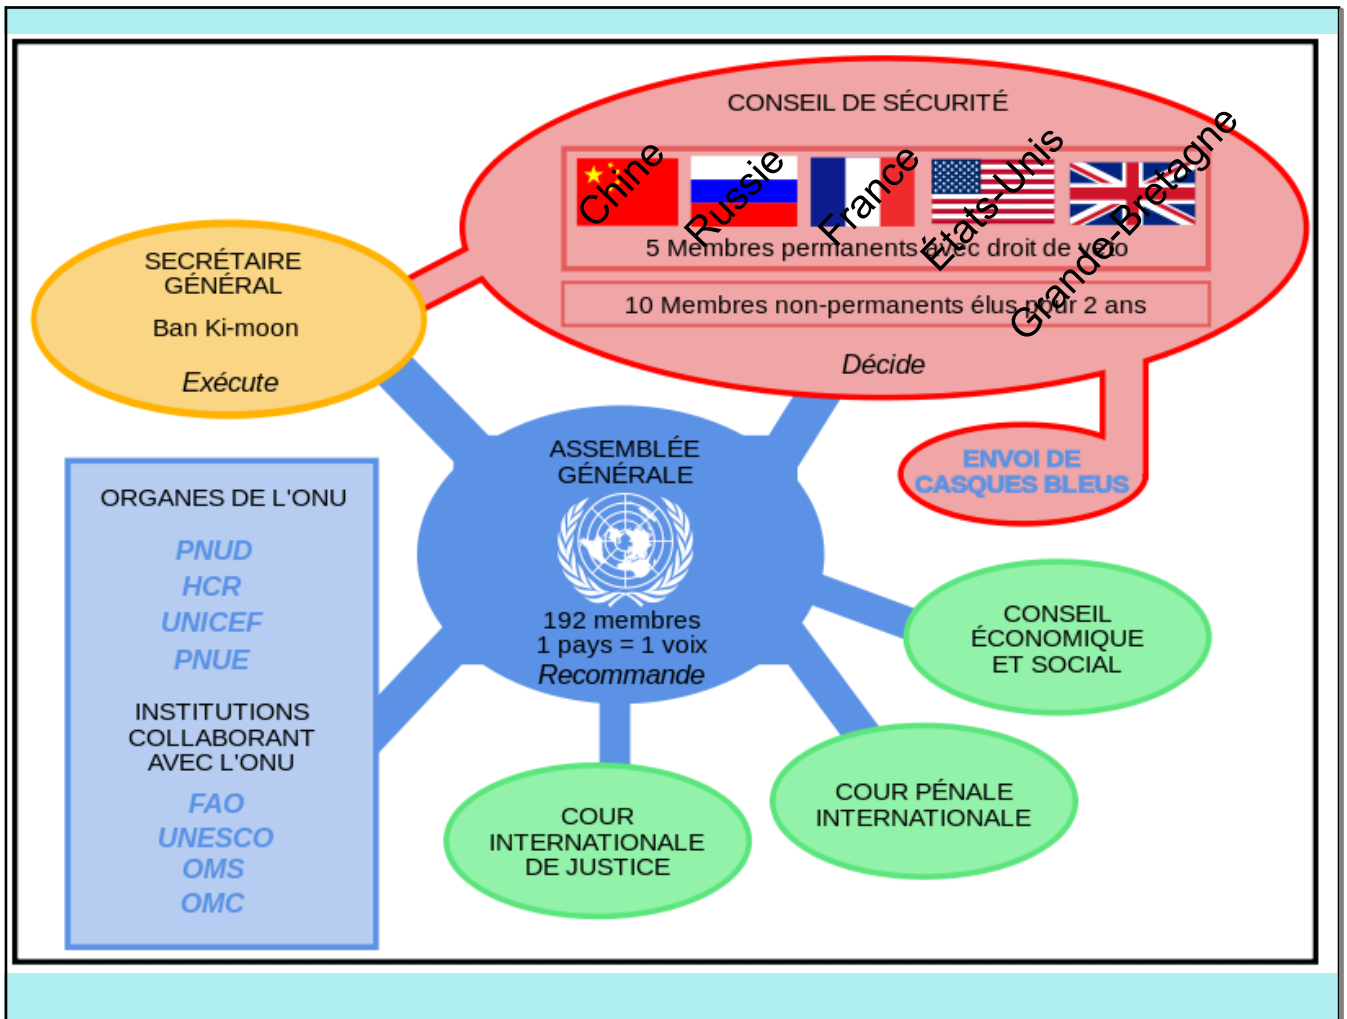 CONSEIL DE SÉCURITÉ
Chine
Russie
France
États-Unis
Grande-Bretagne
5 Membres permanents avec droit de veto
10 Membres non-permanents élus pour 2 ans
Décide
SECRÉTAIRE
GÉNÉRAL
Ban Ki-moon
Exécute
ENVOI DE
CASQUES BLEUS
ASSEMBLÉE
GÉNÉRALE
192 membres
1 pays = 1 voix
Recommande
ORGANES DE L'ONU
PNUD
HCR
UNICEF
PNUE
INSTITUTIONS
COLLABORANT
AVEC L'ONU
FAO
UNESCO
OMS
OMC
CONSEIL
ÉCONOMIQUE
ET SOCIAL
COUR PÉNALE
INTERNATIONALE
COUR
INTERNATIONALE
DE JUSTICE